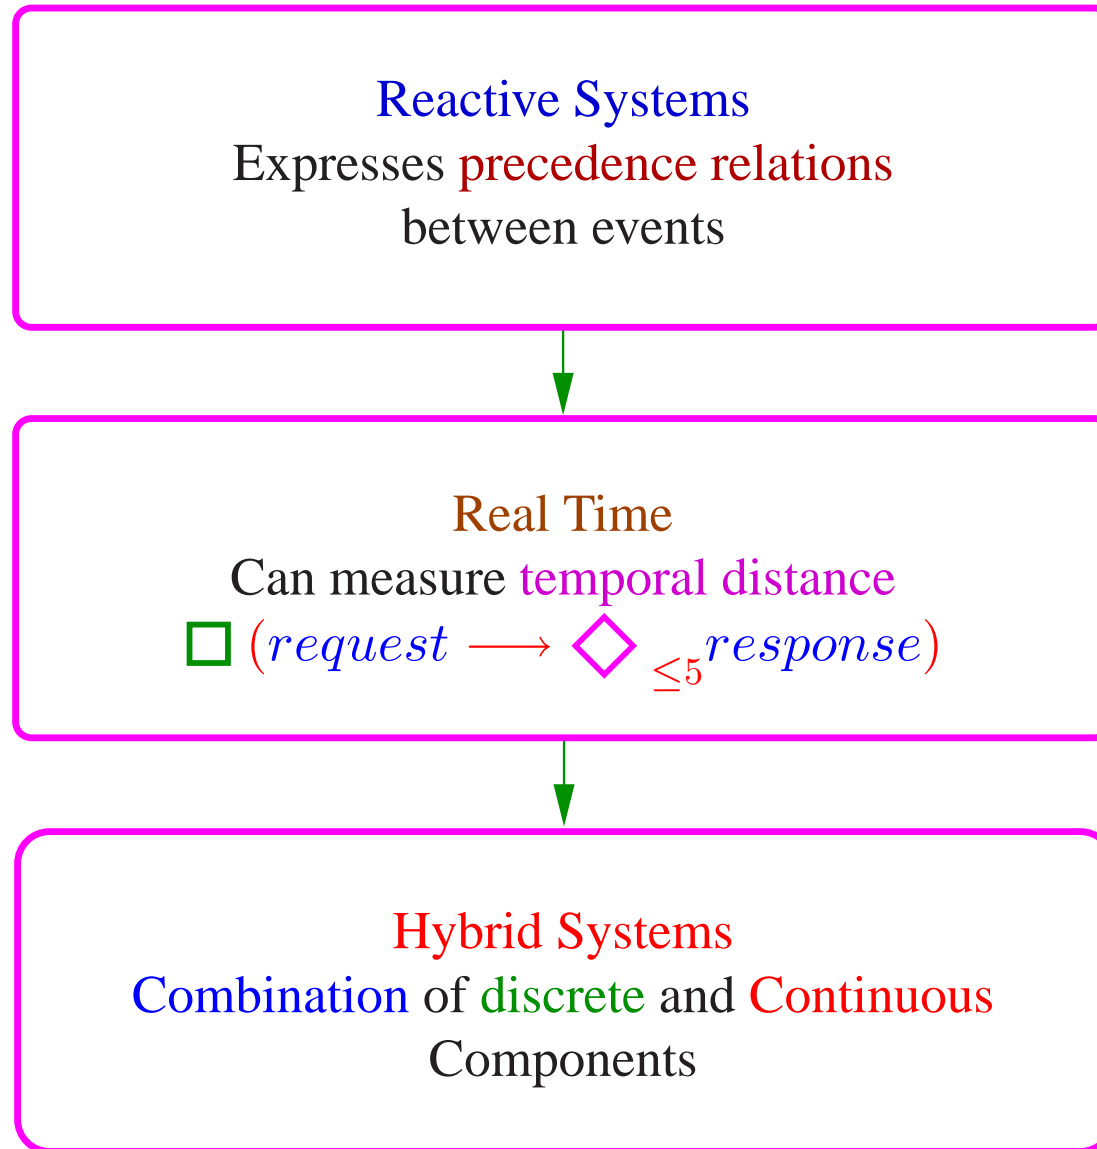 Reactive Systems
Expresses precedence relations
between events
Real Time
Can measure temporal distance
□ (request ⟶ ◇ ≤5 response)
Hybrid Systems
Combination of discrete and Continuous
Components